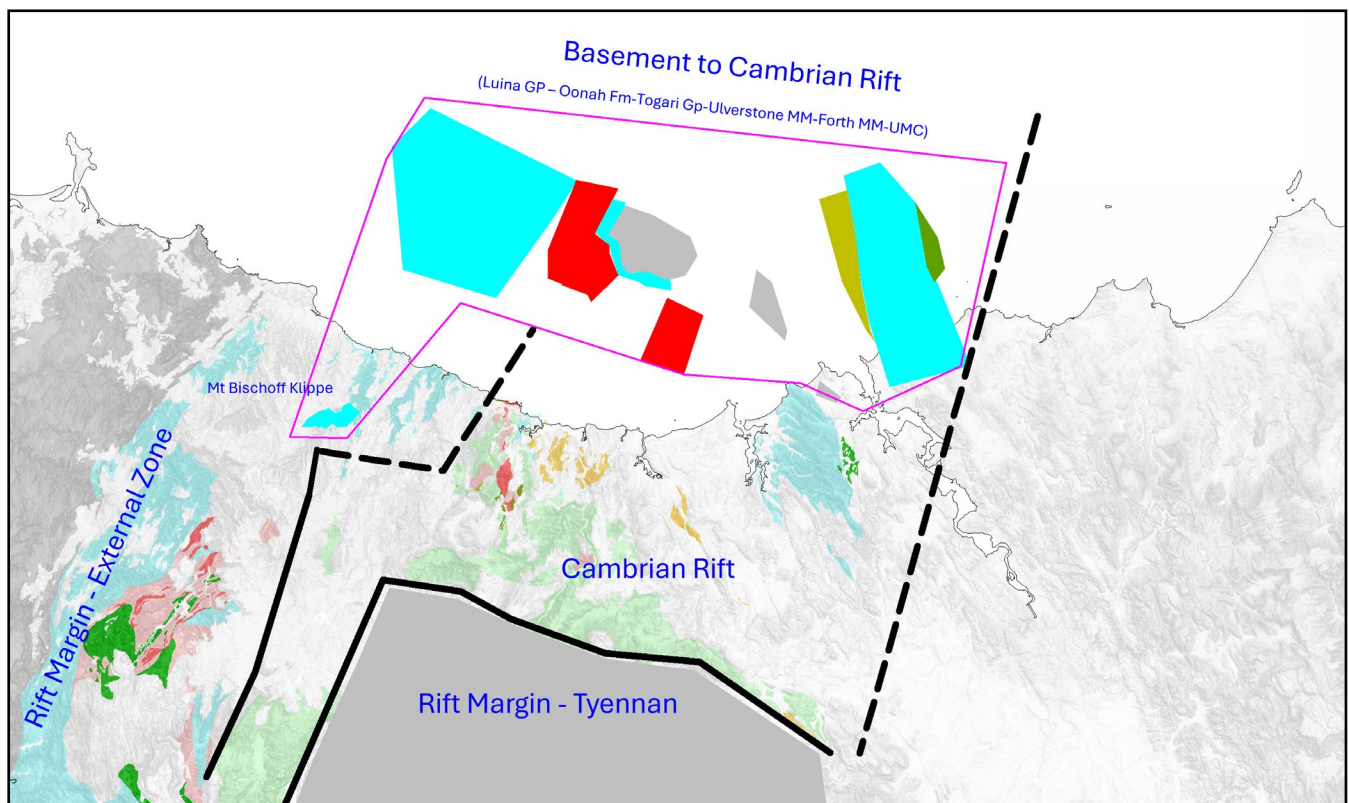 Basement to Cambrian Rift
(Luina GP – Oonah Fm-Togari Gp-Ulverstone MM-Forth MM-UMC)
Mt Bischoff Klippe
Rift Margin - External Zone
Cambrian Rift
Rift Margin - Tyennan